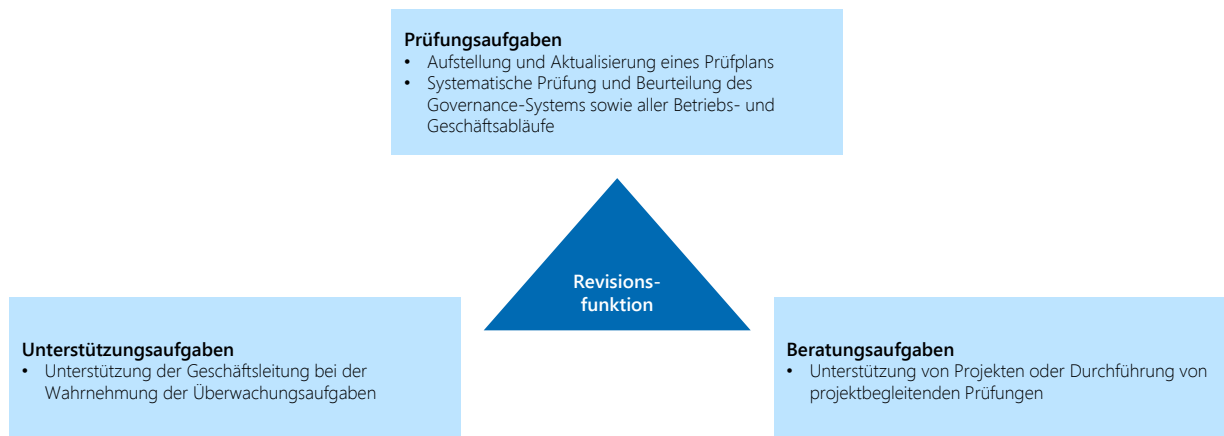 Prüfungsaufgaben
• Aufstellung und Aktualisierung eines Prüfplans
• Systematische Prüfung und Beurteilung des
Governance-Systems sowie aller Betriebs- und
Geschäftsabläufe
Revisions-
funktion
Unterstützungsaufgaben
• Unterstützung der Geschäftsleitung bei der
Wahrnehmung der Überwachungsaufgaben
Beratungsaufgaben
• Unterstützung von Projekten oder Durchführung von
projektbegleitenden Prüfungen